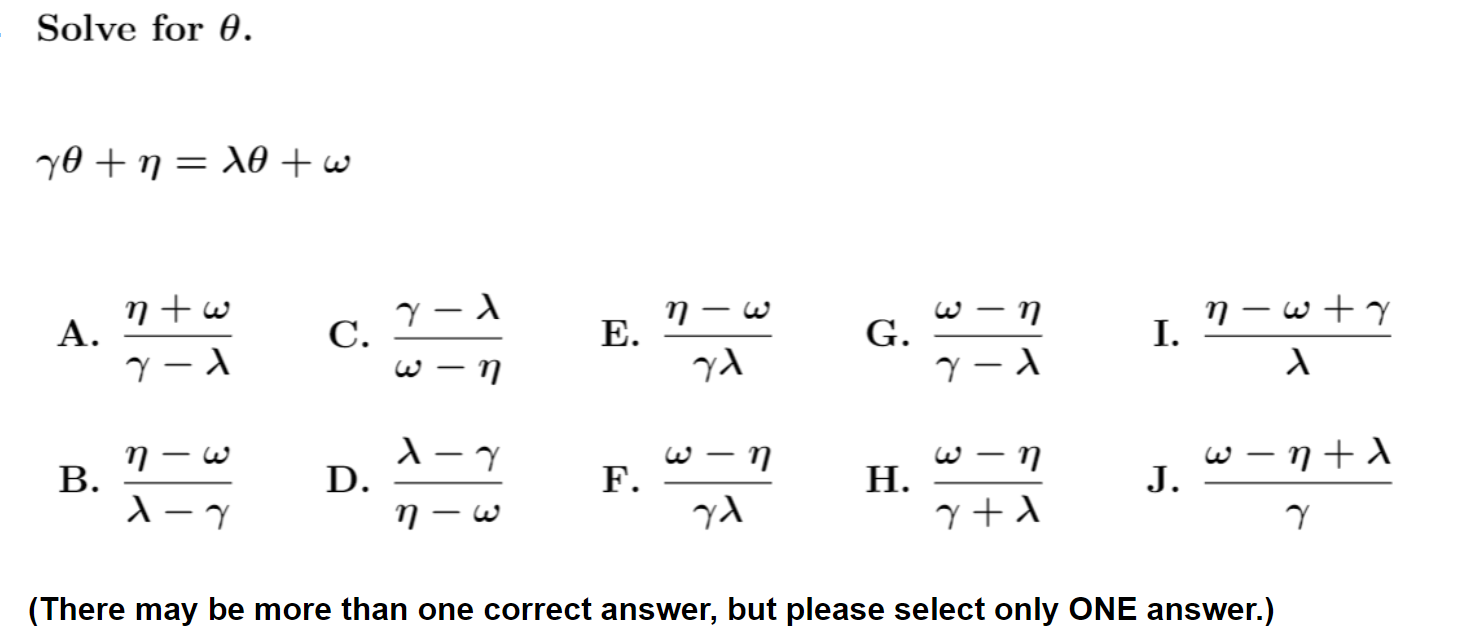 Solve for θ.
γθ + η = λθ + ω
A. (η + ω)/(γ − λ) C. (γ − λ)/(ω − η) E. (η − ω)/(γλ) G. (ω − η)/(γ − λ) I. (η − ω + γ)/λ
B. (η − ω)/(λ − γ) D. (λ − γ)/(η − ω) F. (ω − η)/(γλ) H. (ω − η)/(γ + λ) J. (ω − η + λ)/γ
(There may be more than one correct answer, but please select only ONE answer.)